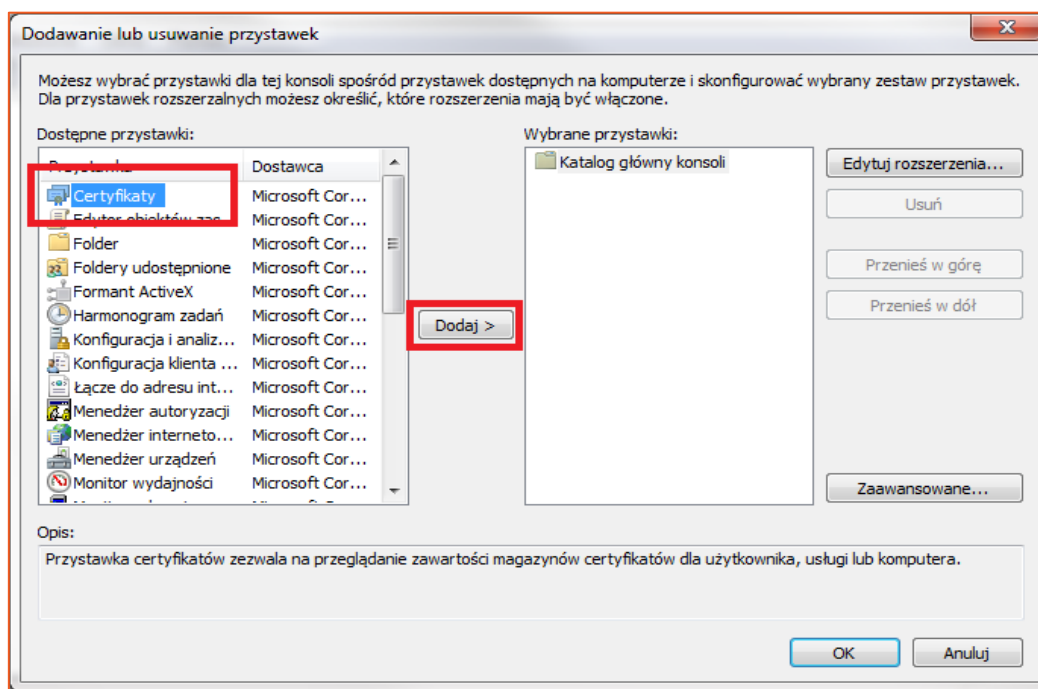 Dodawanie lub usuwanie przystawek
Możesz wybrać przystawki dla tej konsoli spośród przystawek dostępnych na komputerze i skonfigurować wybrany zestaw przystawek.
Dla przystawek rozszerzalnych możesz określić, które rozszerzenia mają być włączone.
Dostępne przystawki:
Dostawca
Certyfikaty Microsoft Cor...
Edytor obiektów zas... Microsoft Cor...
Folder Microsoft Cor...
Foldery udostępnione Microsoft Cor...
Formant ActiveX Microsoft Cor...
Harmonogram zadań Microsoft Cor...
Konfiguracja i analiz... Microsoft Cor...
Konfiguracja klienta ... Microsoft Cor...
Łącze do adresu int... Microsoft Cor...
Menedżer autoryzacji Microsoft Cor...
Menedżer interneto... Microsoft Cor...
Menedżer urządzeń Microsoft Cor...
Monitor wydajności Microsoft Cor...
Dodaj >
Wybrane przystawki:
Katalog główny konsoli
Edytuj rozszerzenia...
Usuń
Przenieś w górę
Przenieś w dół
Zaawansowane...
Opis:
Przystawka certyfikatów zezwala na przeglądanie zawartości magazynów certyfikatów dla użytkownika, usługi lub komputera.
OK
Anuluj